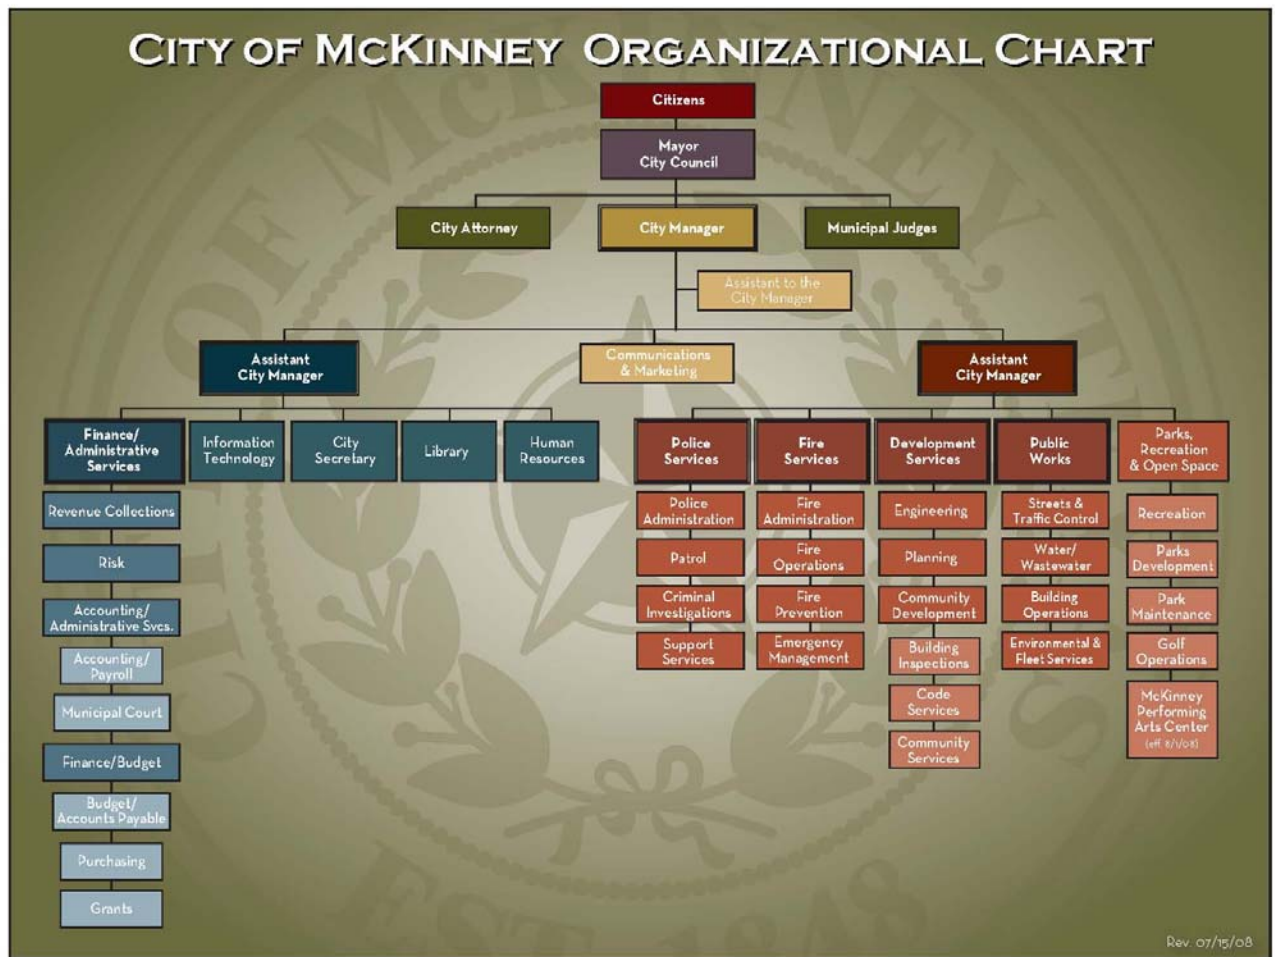 CITY OF MCKINNEY ORGANIZATIONAL CHART
Citizens
Mayor
City Council
City Attorney
City Manager
Municipal Judges
Assistant to the
City Manager
Assistant
City Manager
Communications
& Marketing
Assistant
City Manager
Finance/
Administrative
Services
Information
Technology
City
Secretary
Library
Human
Resources
Police
Services
Fire
Services
Development
Services
Public
Works
Parks,
Recreation
& Open Space
Revenue Collections
Risk
Accounting/
Administrative Svcs.
Accounting/
Payroll
Municipal Court
Finance/Budget
Budget/
Accounts Payable
Purchasing
Grants
Police
Administration
Patrol
Criminal
Investigations
Support
Services
Fire
Administration
Fire
Operations
Fire
Prevention
Emergency
Management
Engineering
Planning
Community
Development
Building
Inspections
Code
Services
Community
Services
Streets &
Traffic Control
Water/
Wastewater
Building
Operations
Environmental &
Fleet Services
Recreation
Parks
Development
Park
Maintenance
Golf
Operations
McKinney
Performing
Arts Center
(eff. 8/1/08)
EST. 1848
Rev. 07/15/08